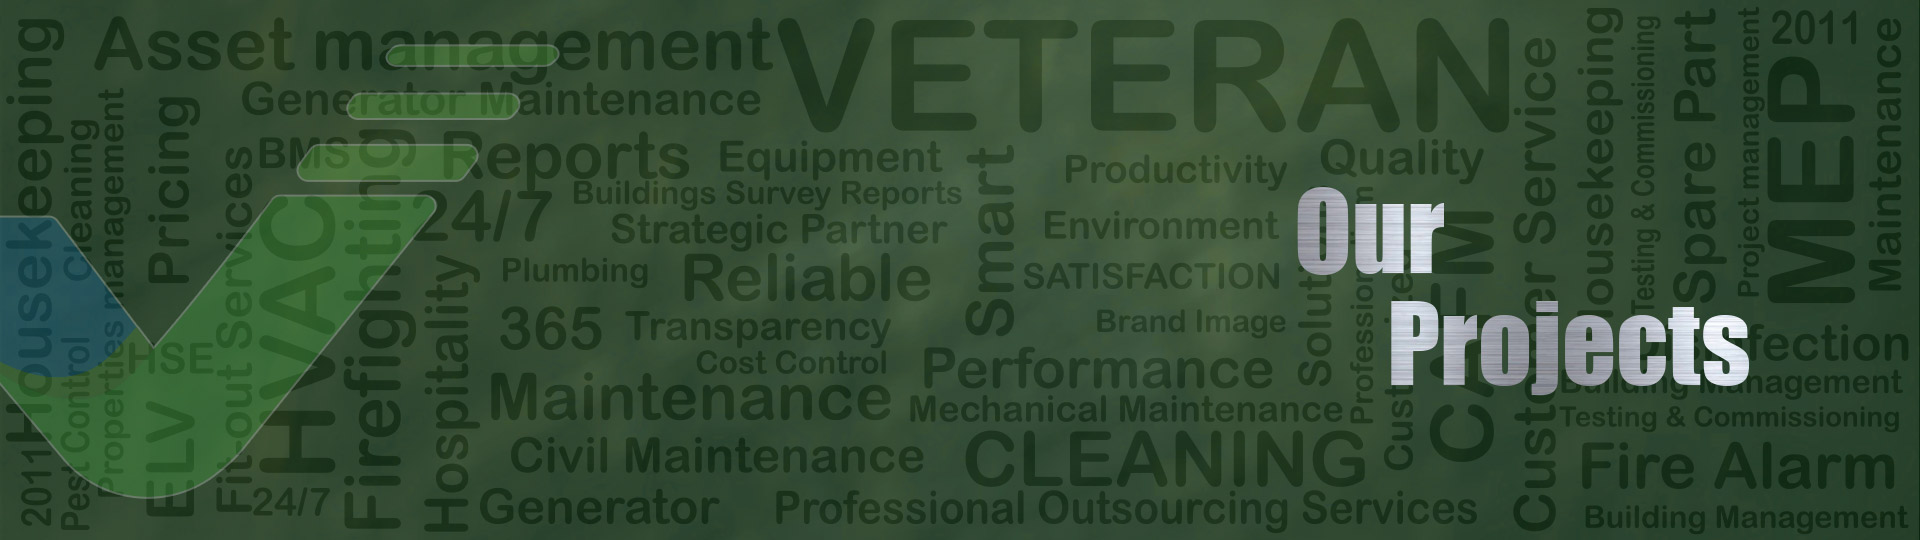 Housekeeping
2011
Cleaning
Pest Control
Properties management
Pricing
ELV
HSE
Asset management
Generator Maintenance
BMS
Services
Fit-out
24/7
HVAC
Firefighting
Reports
24/7
Hospitality
Buildings Survey Reports
Strategic Partner
Equipment
Plumbing
Reliable
365
Transparency
Cost Control
Maintenance
Civil Maintenance
Generator
VETERAN
Smart
Productivity
Quality
Environment
SATISFACTION
Brand Image
Performance
Mechanical Maintenance
CLEANING
Professional Outsourcing Services
Our
Projects
CAFM
Service
Housekeeping
Testing & Commissioning
Spare Part
Project management
2011
MEP
Maintenance
Building Management
Testing & Commissioning
Fire Alarm
Building Management